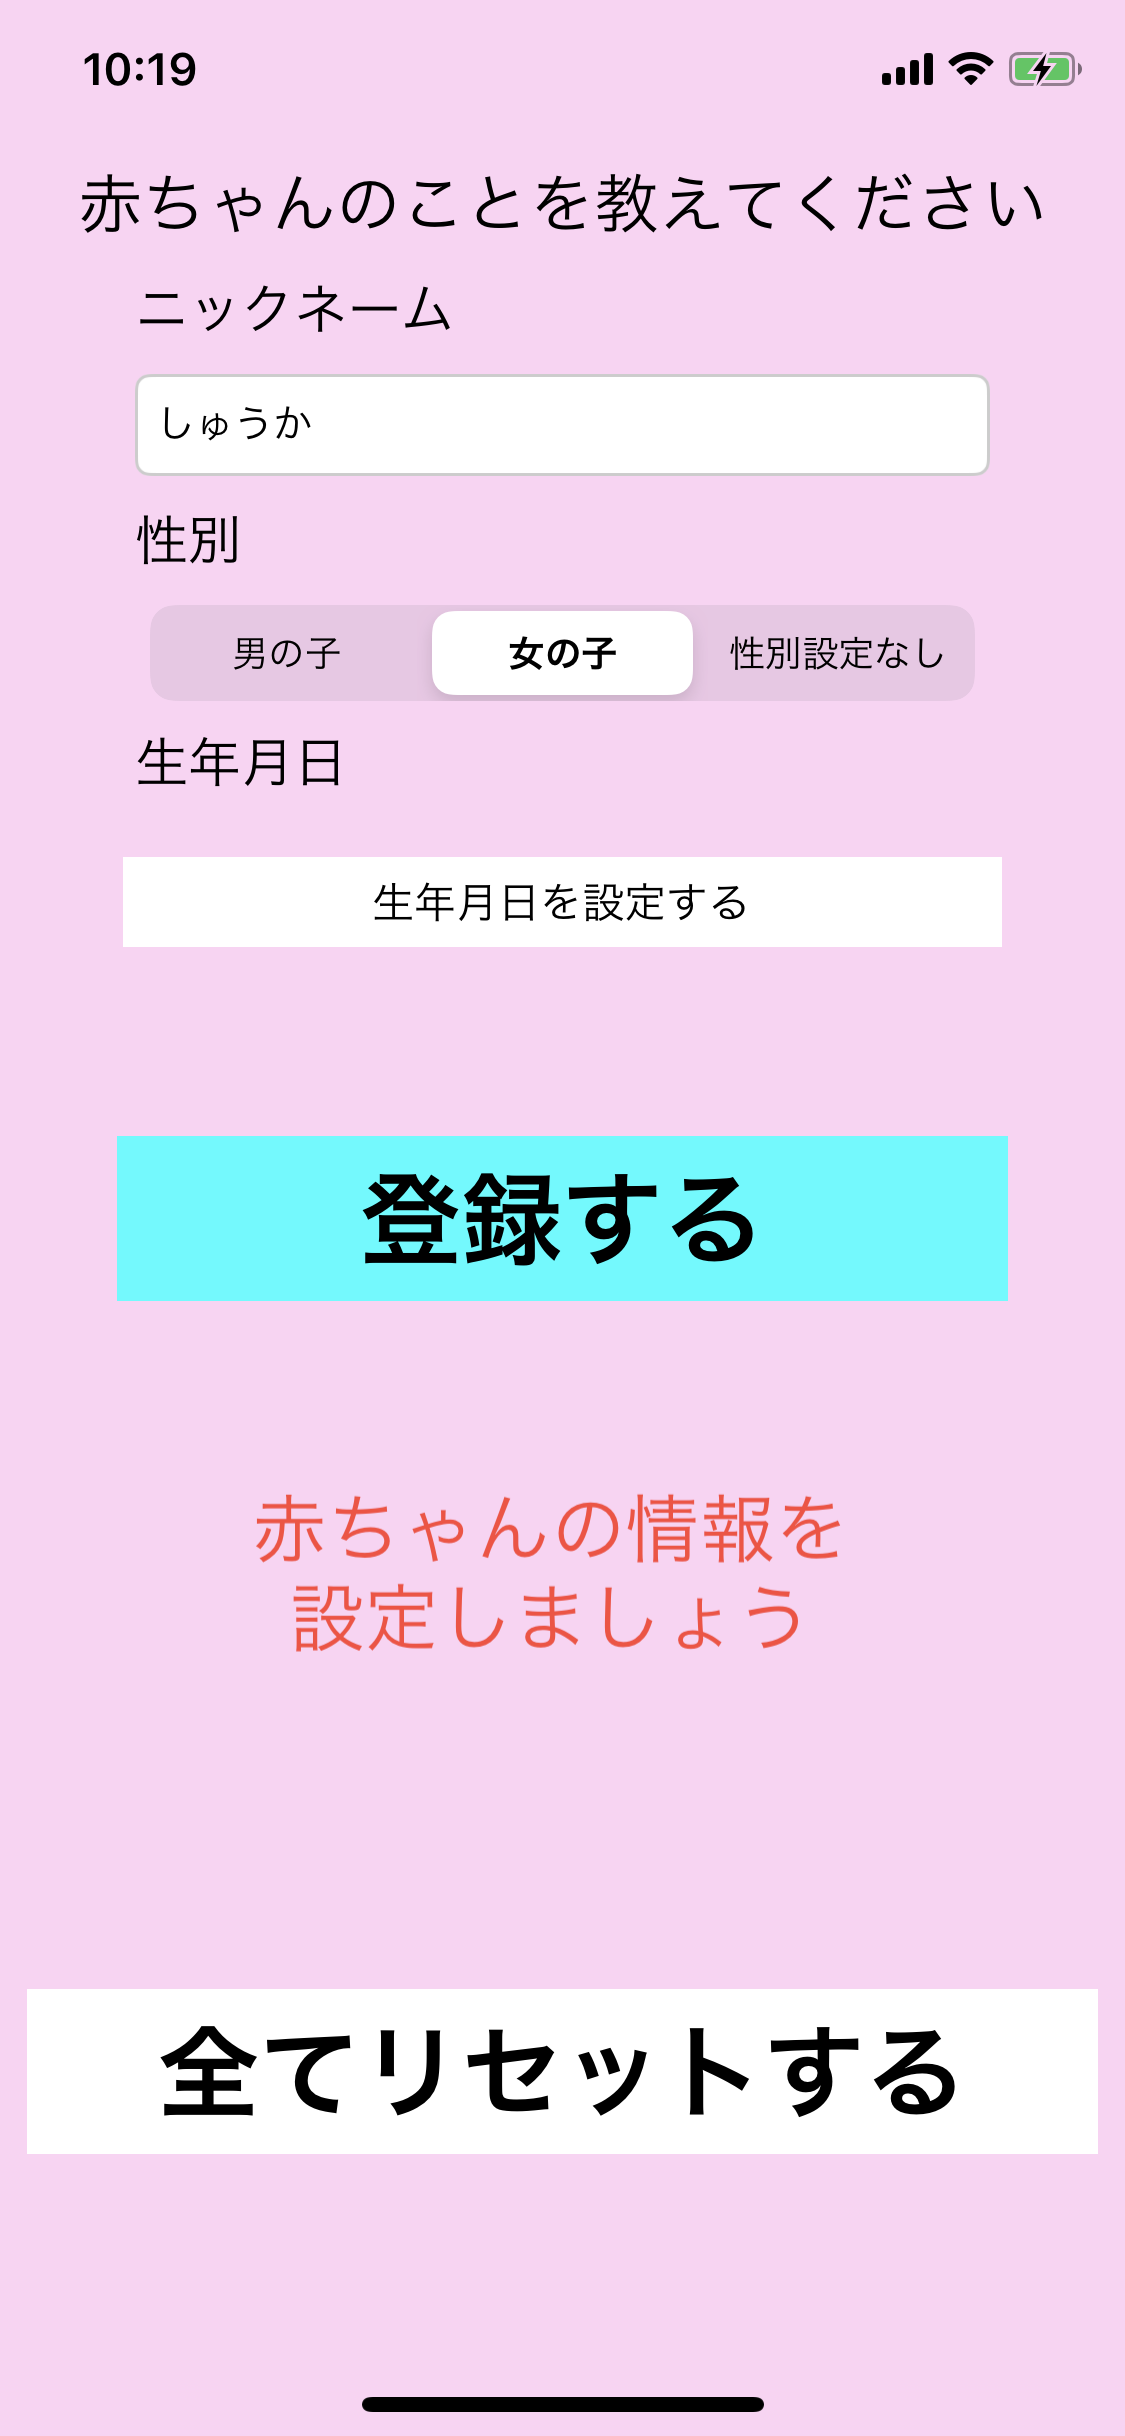 10:19
赤ちゃんのことを教えてください
ニックネーム
しゅうか
性別
男の子 女の子 性別設定なし
生年月日
生年月日を設定する
登録する
赤ちゃんの情報を
設定しましょう
全てリセットする